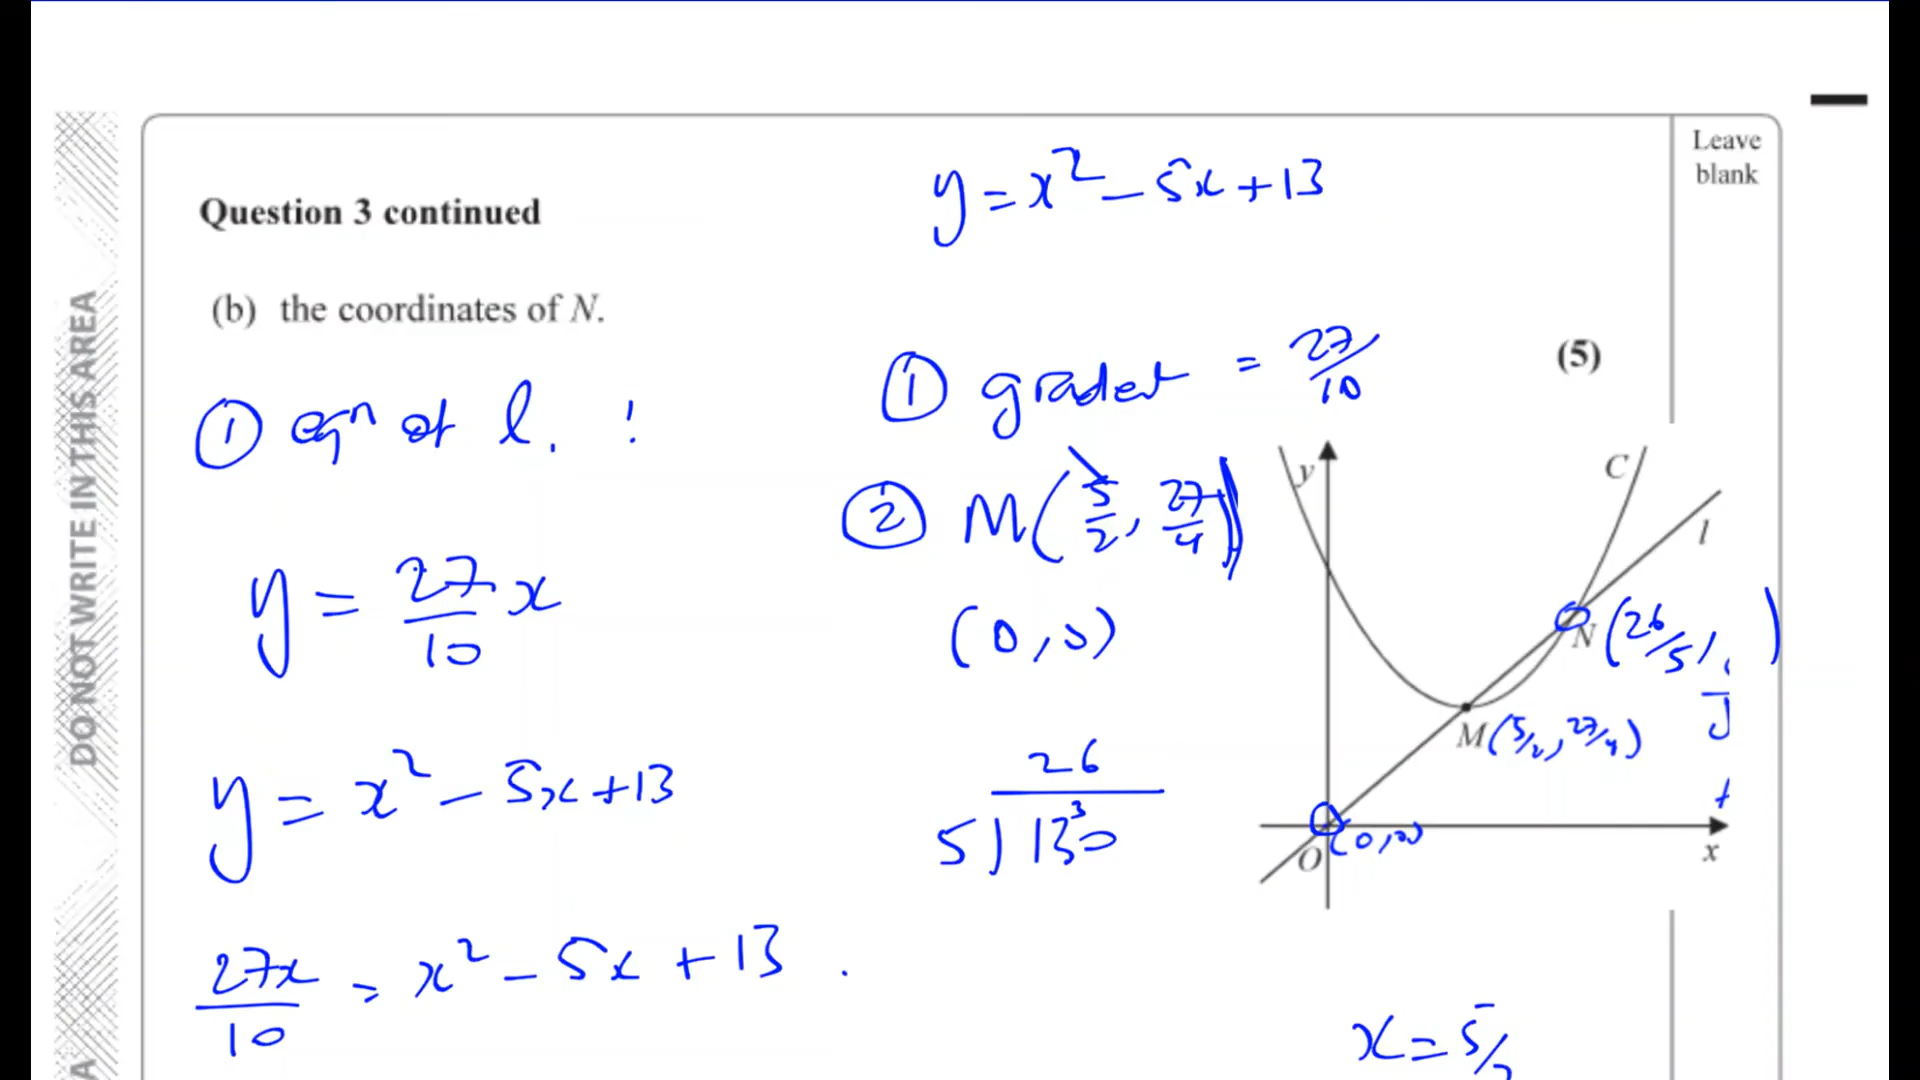 Leave
blank
y = x² - 5x + 13
Question 3 continued
(b) the coordinates of N.
(5)
① eqⁿ of l. !
① gradet = 27/10
② M(5/2, 27/4)
(0,0)
y = 27/10 x
y = x² - 5x + 13
26
5)13³0
27x/10 = x² - 5x + 13 .
y
C
l
N (26/5, )
M(5/2, 27/4)
O (0,0)
x
x = 5/2
DO NOT WRITE IN THIS AREA